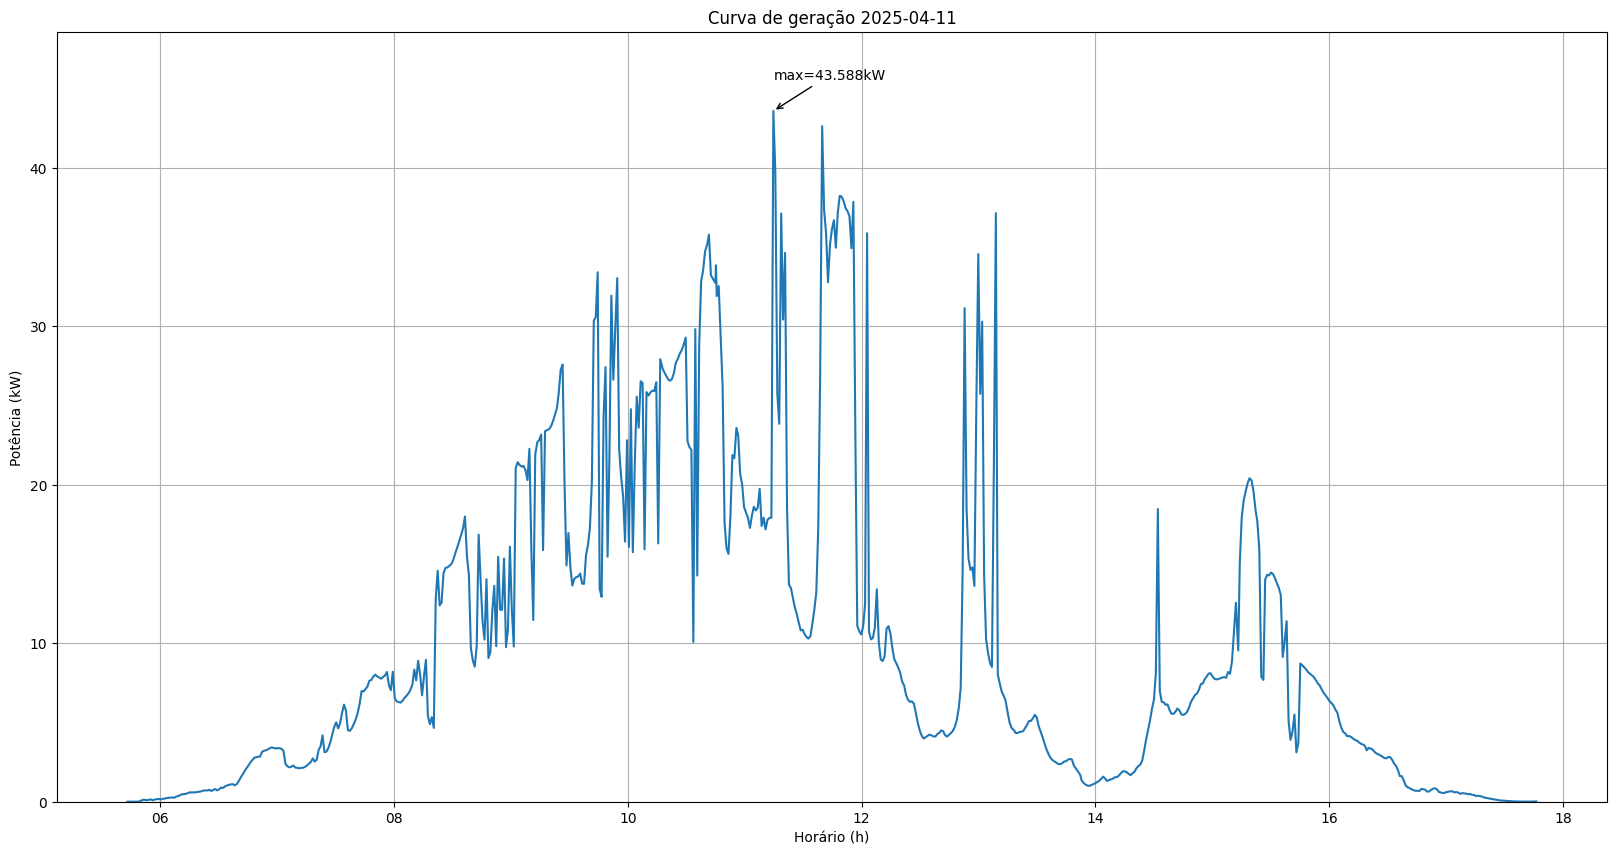 Curva de geração 2025-04-11
max=43.588kW
40
30
20
10
0
Potência (kW)
06 08 10 12 14 16 18
Horário (h)